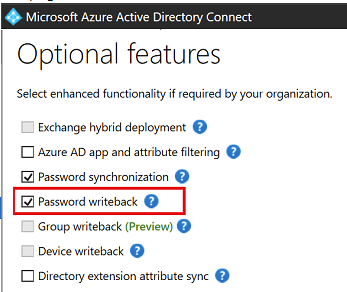 Microsoft Azure Active Directory Connect
Optional features
Select enhanced functionality if required by your organization.
Exchange hybrid deployment ?
Azure AD app and attribute filtering ?
Password synchronization ?
Password writeback ?
Group writeback (Preview) ?
Device writeback ?
Directory extension attribute sync ?